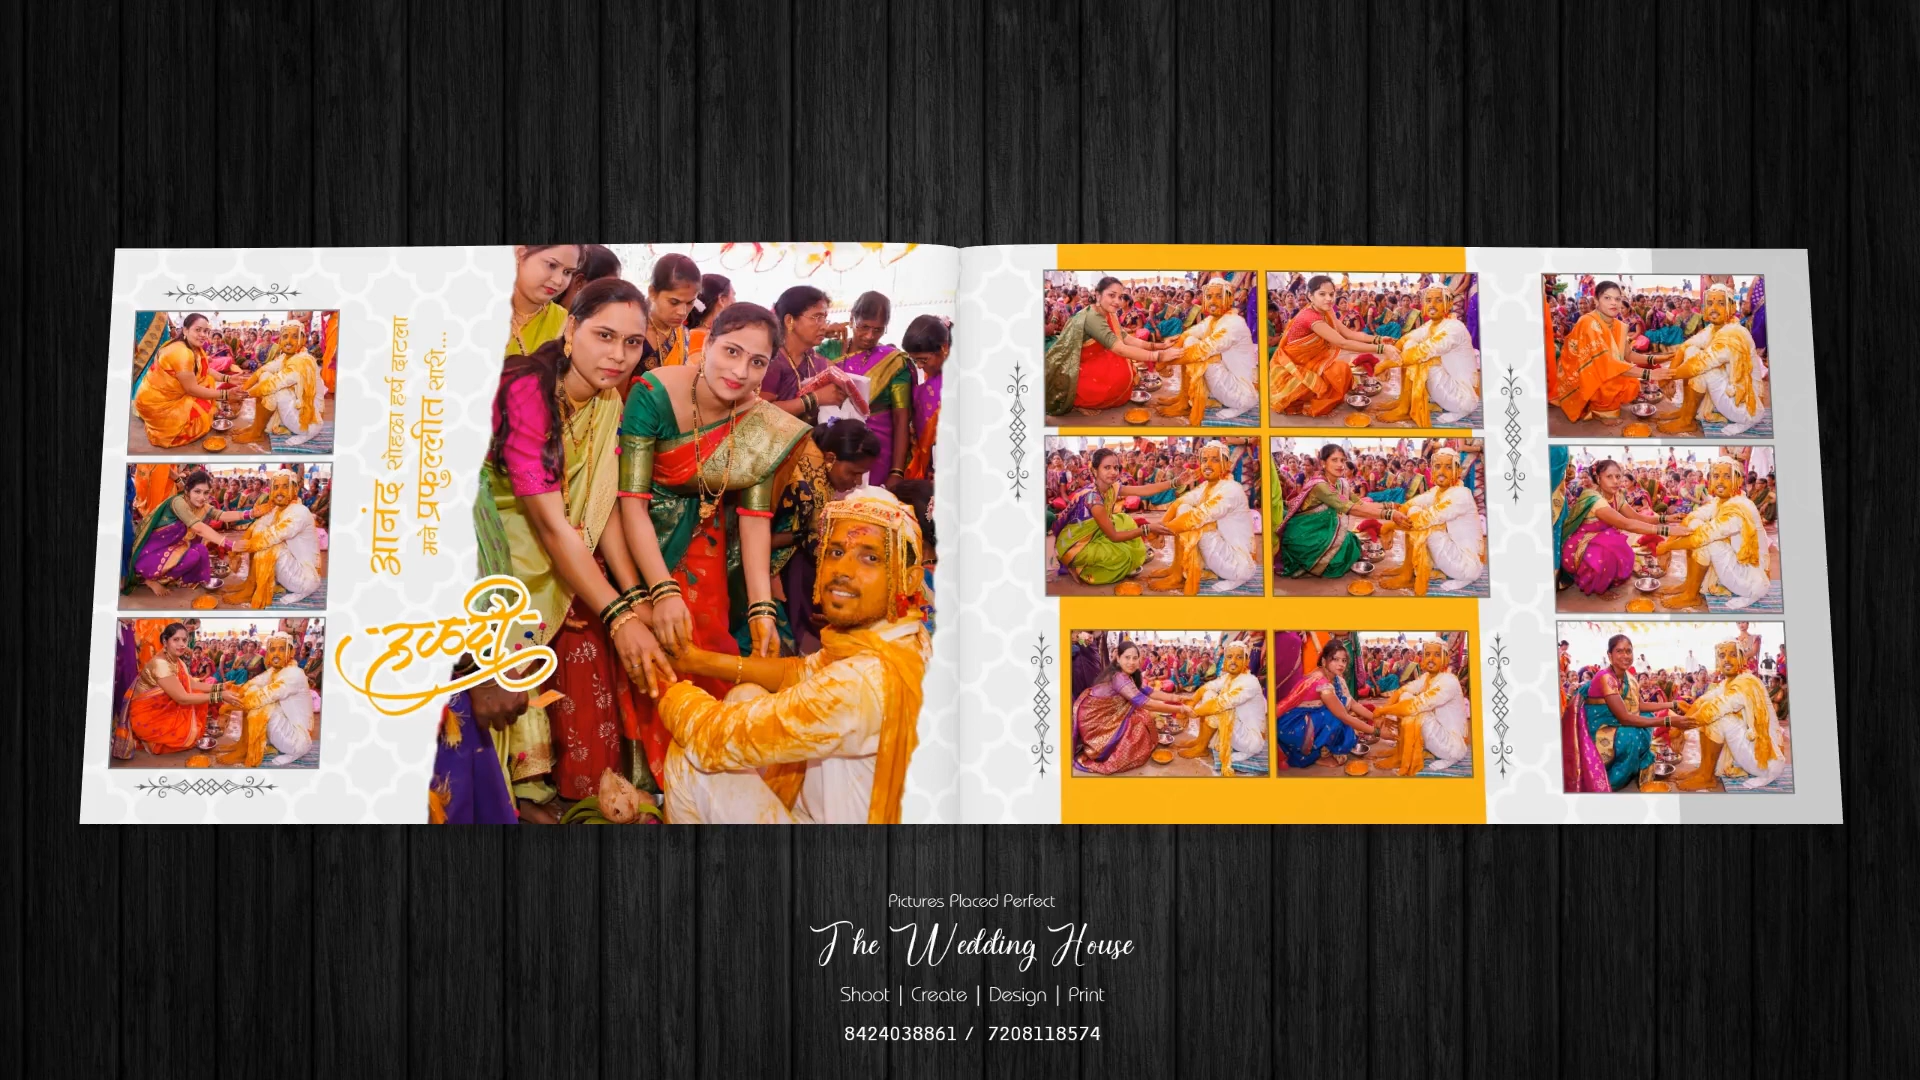 आनंद सोहळा हर्ष दाटला
मने प्रफुल्लीत सारी...
हळदी
Pictures Placed Perfect
The Wedding House
Shoot | Create | Design | Print
8424038861 / 7208118574